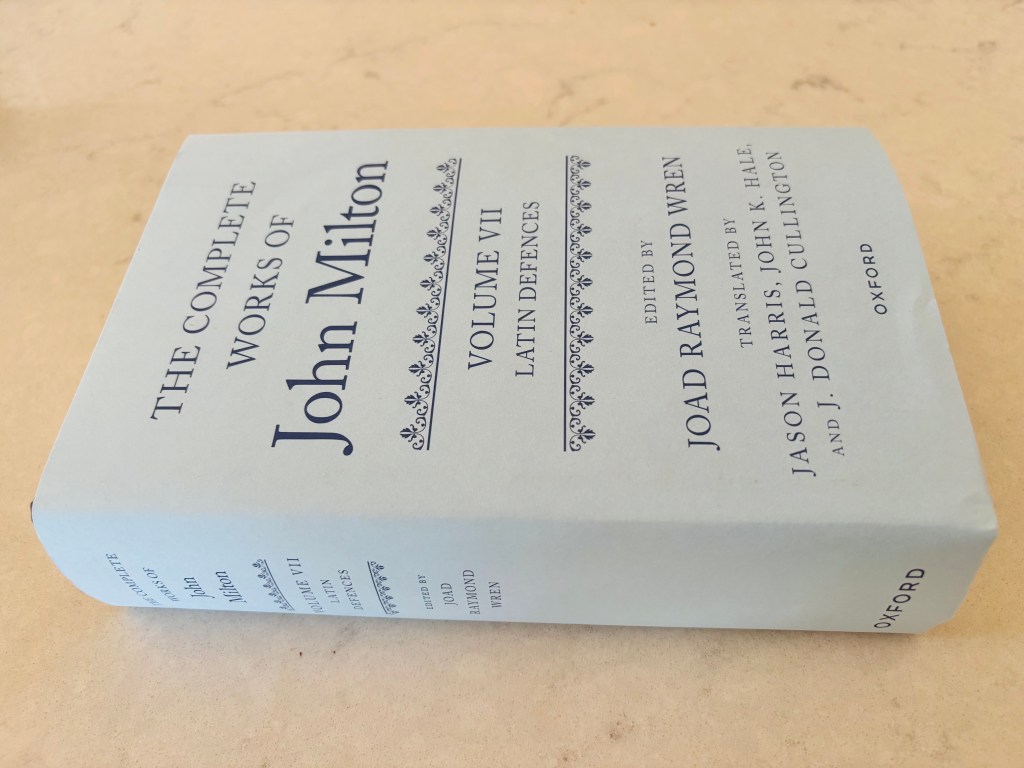 THE COMPLETE
WORKS OF
John Milton
VOLUME VII
LATIN DEFENCES
EDITED BY
JOAD RAYMOND WREN
TRANSLATED BY
JASON HARRIS, JOHN K. HALE,
AND J. DONALD CULLINGTON
OXFORD
THE COMPLETE
WORKS OF
John
Milton
VOLUME VII
LATIN
DEFENCES
EDITED BY
JOAD
RAYMOND
WREN
OXFORD